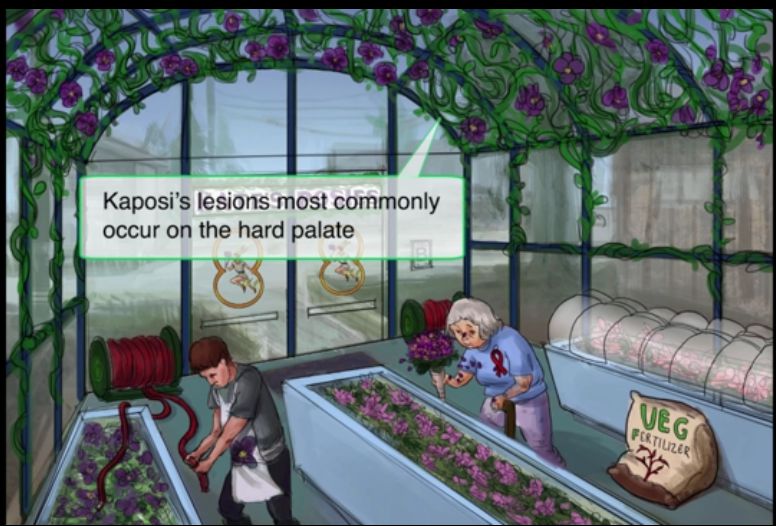 Kaposi's lesions most commonly
occur on the hard palate
VEG
FERTILIZER